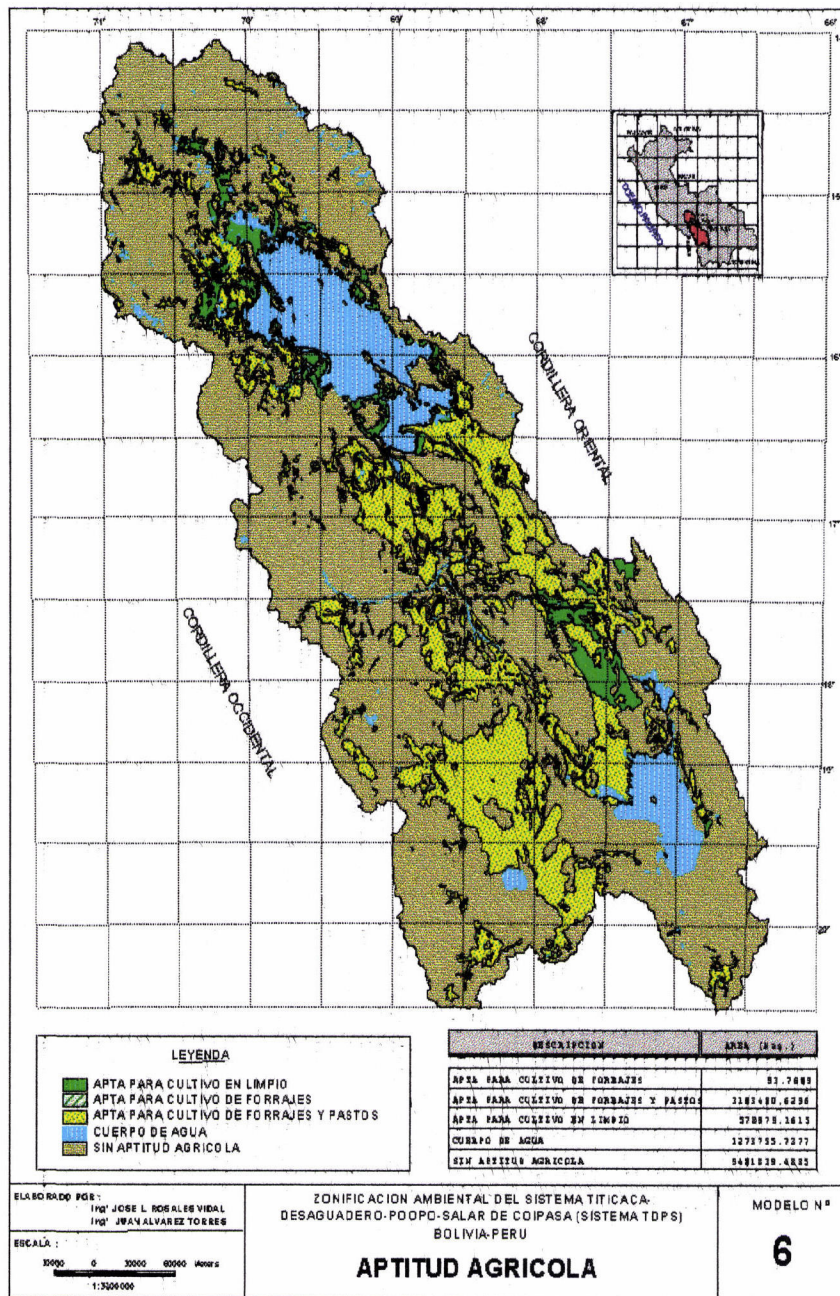 71° 70° 69° 68° 67° 66°
15°
16°
17°
18°
19°
20°
CORDILLERA ORIENTAL
CORDILLERA OCCIDENTAL
LEYENDA
APTA PARA CULTIVO EN LIMPIO
APTA PARA CULTIVO DE FORRAJES
APTA PARA CULTIVO DE FORRAJES Y PASTOS
CUERPO DE AGUA
SIN APTITUD AGRICOLA
DESCRIPCION AREA
APTA PARA CULTIVO DE FORRAJES
APTA PARA CULTIVO DE FORRAJES Y PASTOS
APTA PARA CULTIVO EN LIMPIO
CUERPO DE AGUA
SIN APTITUD AGRICOLA
ELABORADO POR :
Ing° JOSE L. ROSALES VIDAL
Ing° JUAN ALVAREZ TORRES
ESCALA :
30000 0 30000 60000 Meters
ZONIFICACION AMBIENTAL DEL SISTEMA TITICACA-
DESAGUADERO-POOPO-SALAR DE COIPASA (SISTEMA TDPS)
BOLIVIA-PERU
APTITUD AGRICOLA
MODELO N°
6